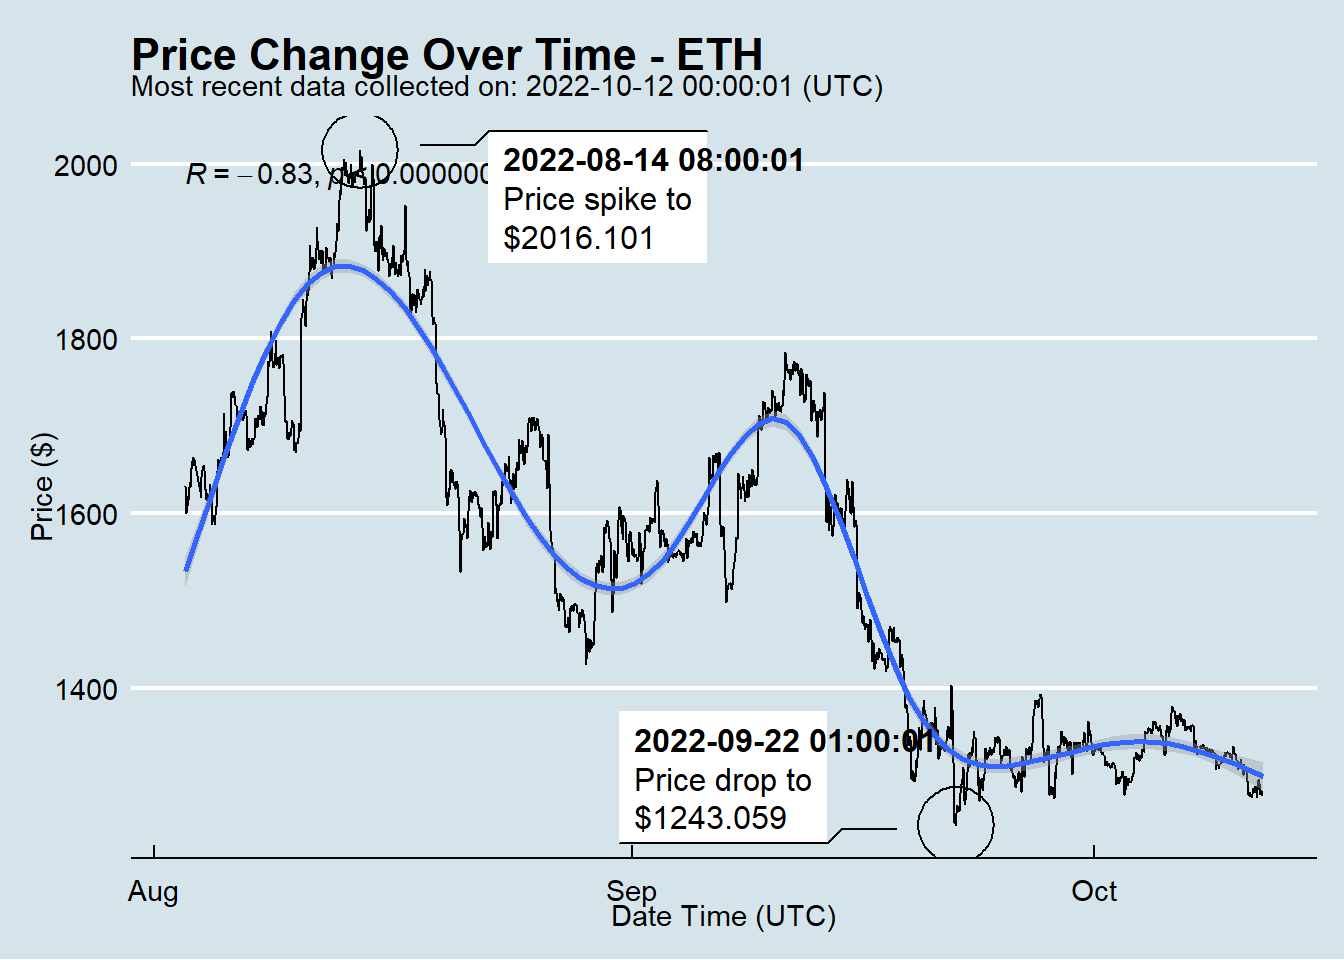 Price Change Over Time - ETH
Most recent data collected on: 2022-10-12 00:00:01 (UTC)
2000
1800
1600
1400
Price ($)
R = −0.83, p < 0.000000
2022-08-14 08:00:01
Price spike to
$2016.101
2022-09-22 01:00:01
Price drop to
$1243.059
Aug
Sep
Oct
Date Time (UTC)